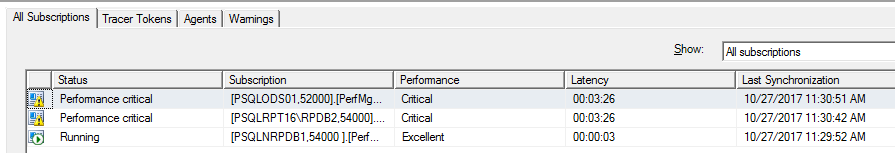 All Subscriptions Tracer Tokens Agents Warnings
Show: All subscriptions
Status Subscription Performance Latency Last Synchronization
Performance critical [PSQLODS01,52000].[PerfMg... Critical 00:03:26 10/27/2017 11:30:51 AM
Performance critical [PSQLRPT16\RPDB2,54000].... Critical 00:03:26 10/27/2017 11:30:42 AM
Running [PSQLNRPDB1,54000 ].[Perf... Excellent 00:00:03 10/27/2017 11:29:52 AM